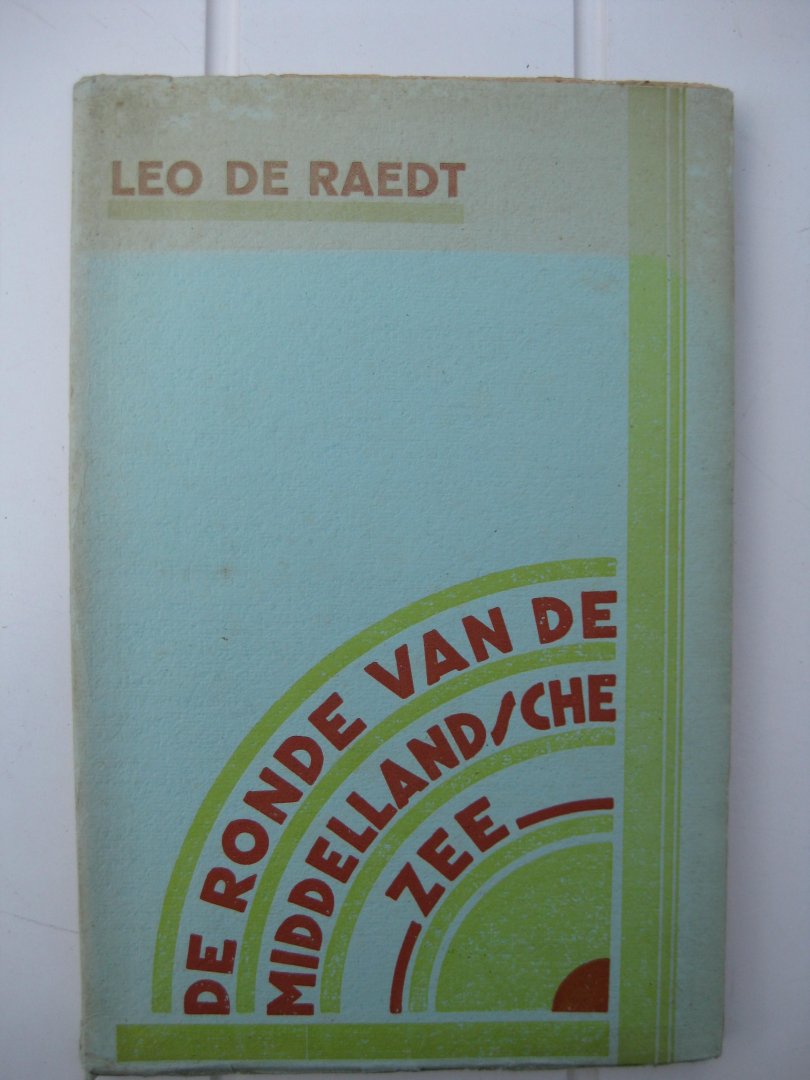 LEO DE RAEDT
DE RONDE VAN DE
MIDDELLANDSCHE
ZEE